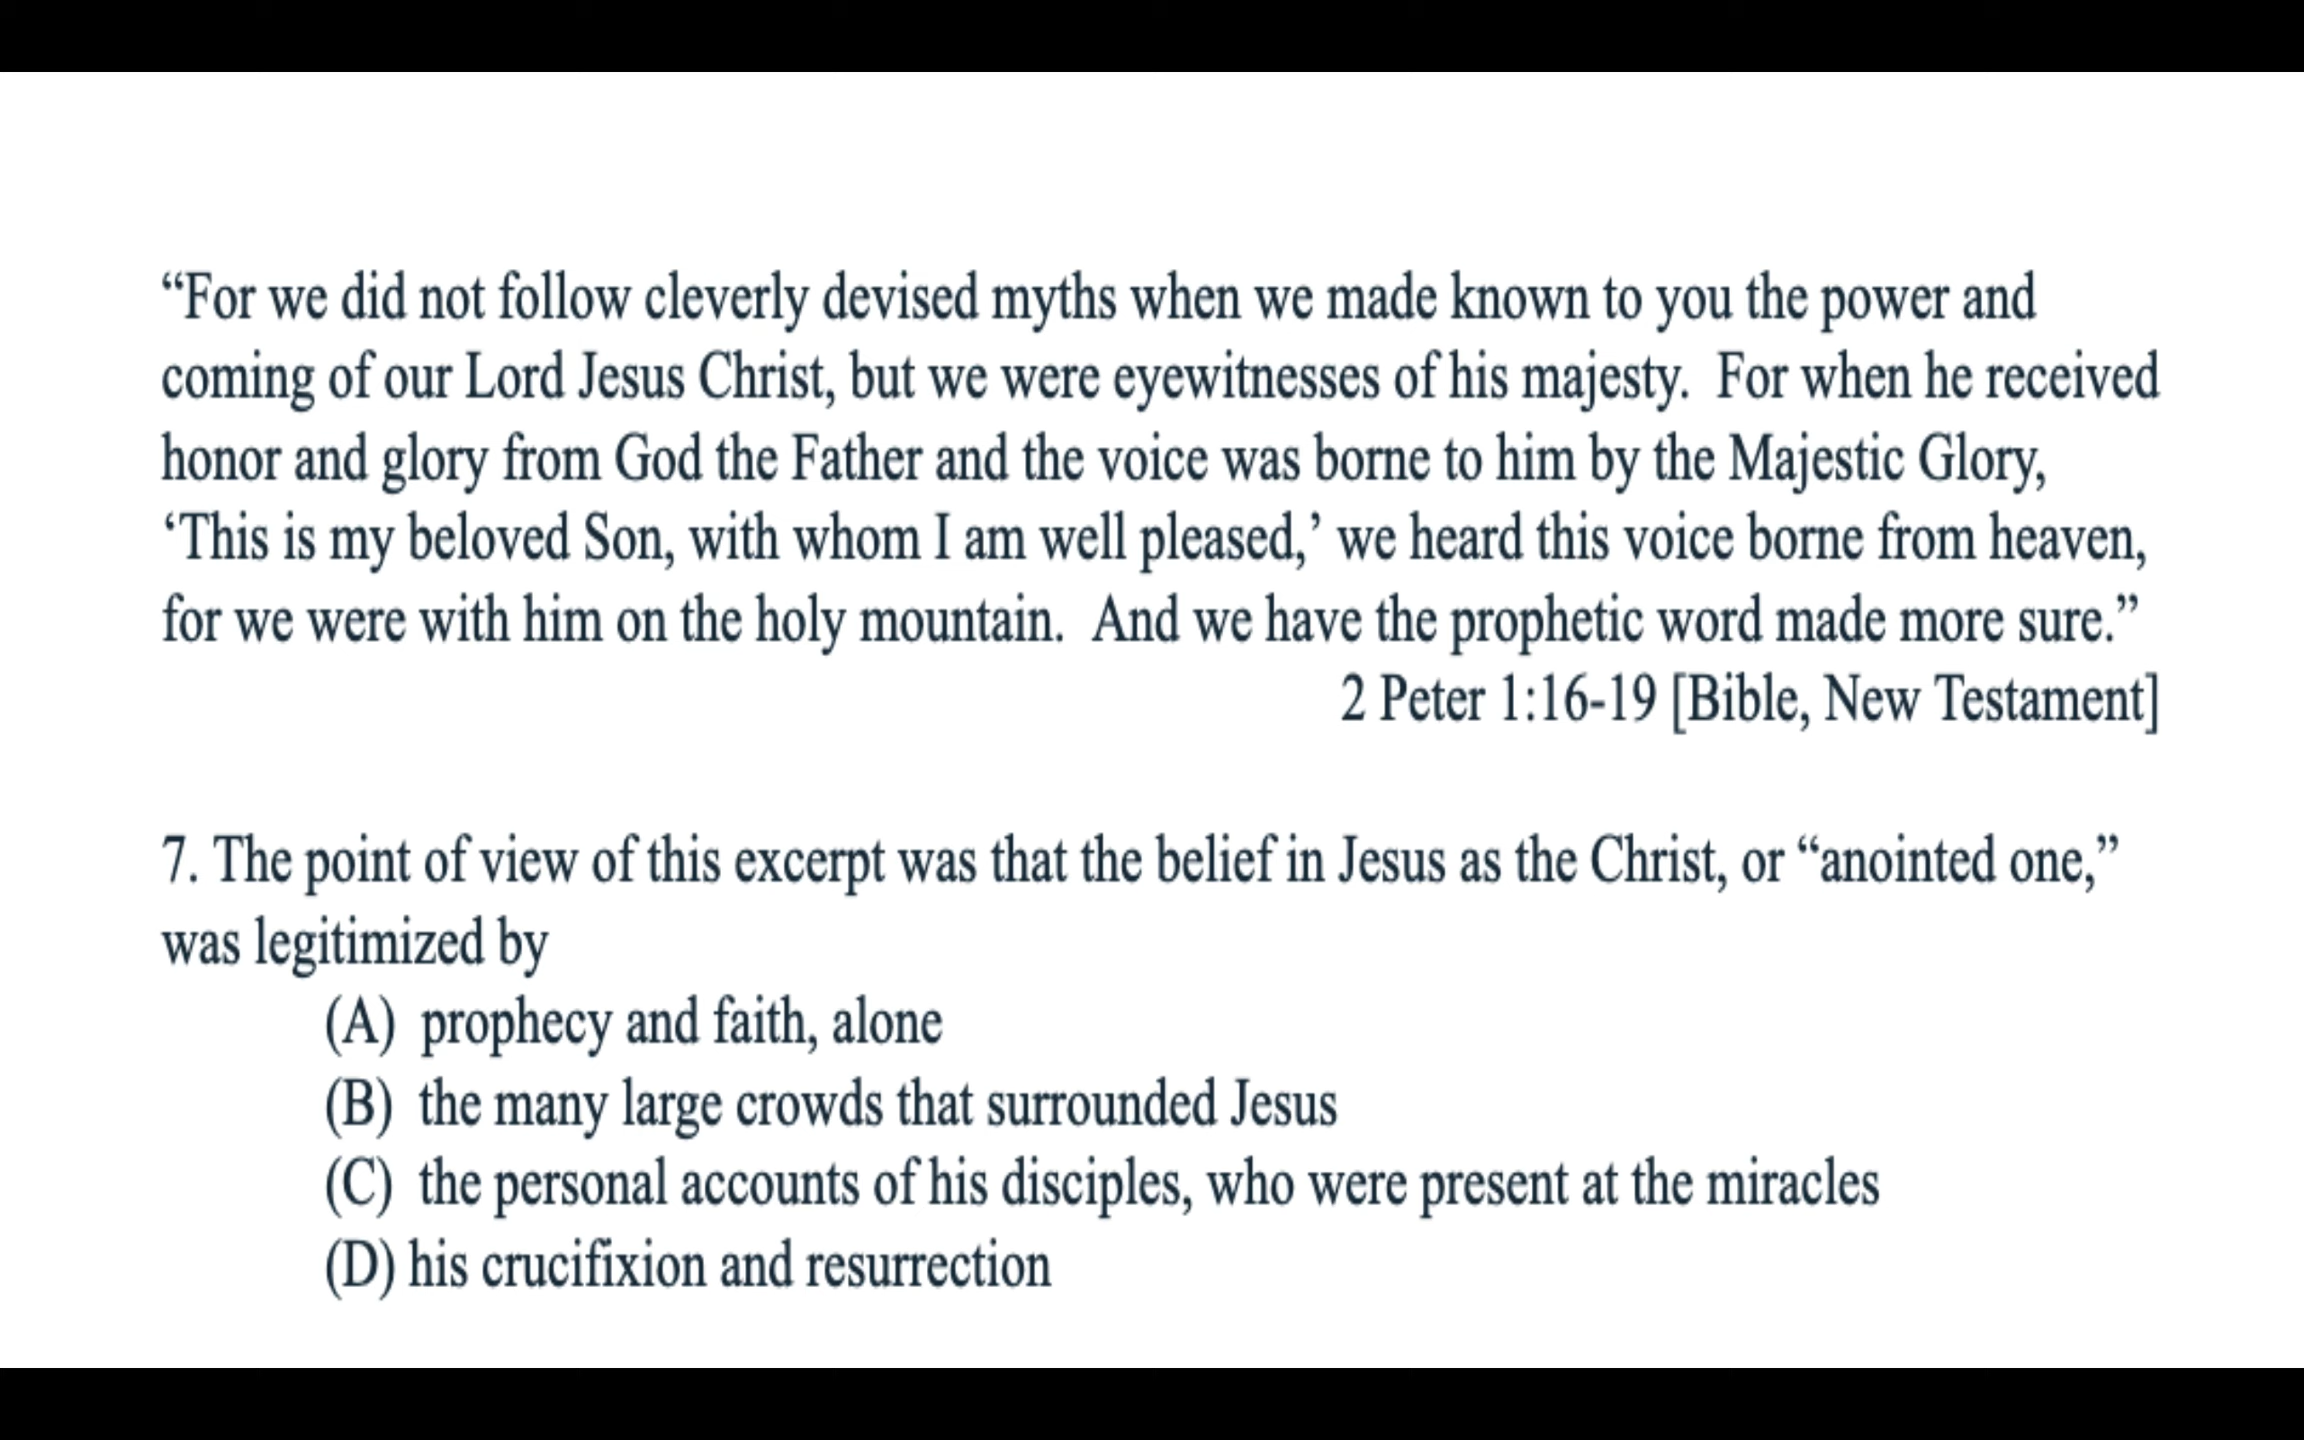 “For we did not follow cleverly devised myths when we made known to you the power and
coming of our Lord Jesus Christ, but we were eyewitnesses of his majesty.  For when he received
honor and glory from God the Father and the voice was borne to him by the Majestic Glory,
‘This is my beloved Son, with whom I am well pleased,’ we heard this voice borne from heaven,
for we were with him on the holy mountain.  And we have the prophetic word made more sure.”
2 Peter 1:16-19 [Bible, New Testament]
7. The point of view of this excerpt was that the belief in Jesus as the Christ, or “anointed one,”
was legitimized by
(A)  prophecy and faith, alone
(B)  the many large crowds that surrounded Jesus
(C)  the personal accounts of his disciples, who were present at the miracles
(D) his crucifixion and resurrection